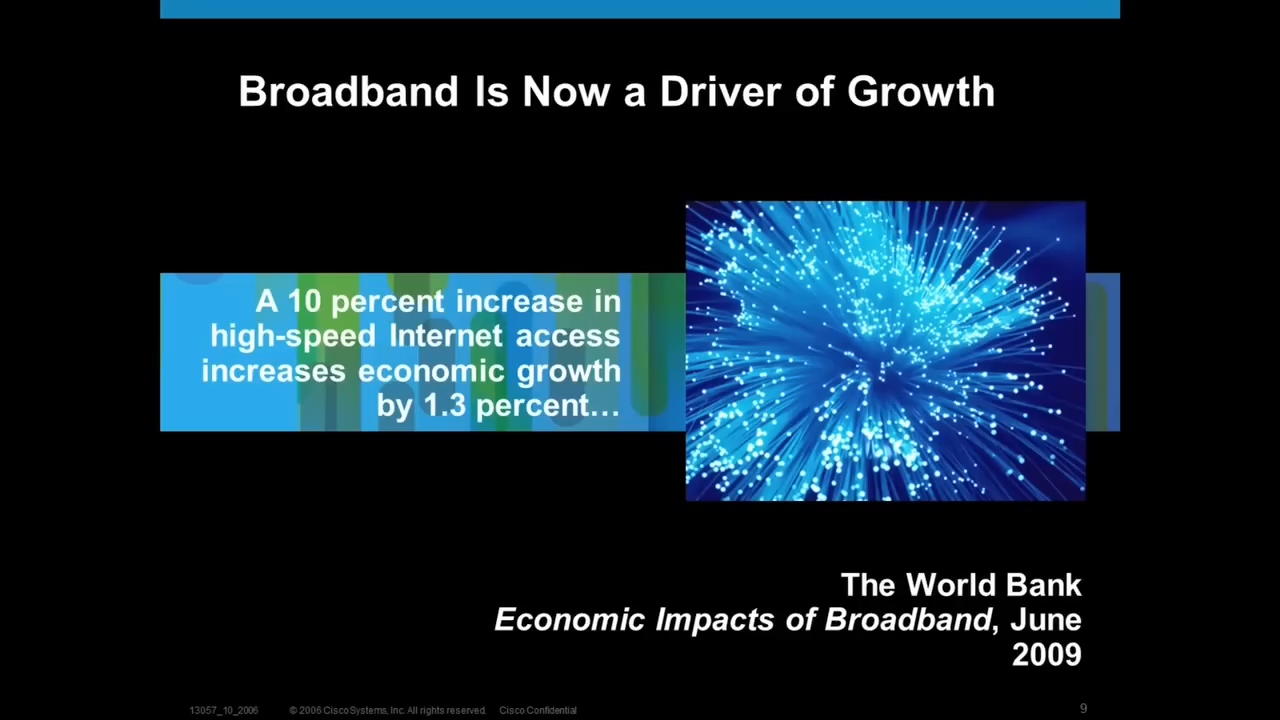 Broadband Is Now a Driver of Growth
A 10 percent increase in
high-speed Internet access
increases economic growth
by 1.3 percent…
The World Bank
Economic Impacts of Broadband, June
2009
13057_10_2006 © 2006 Cisco Systems, Inc. All rights reserved. Cisco Confidential 9